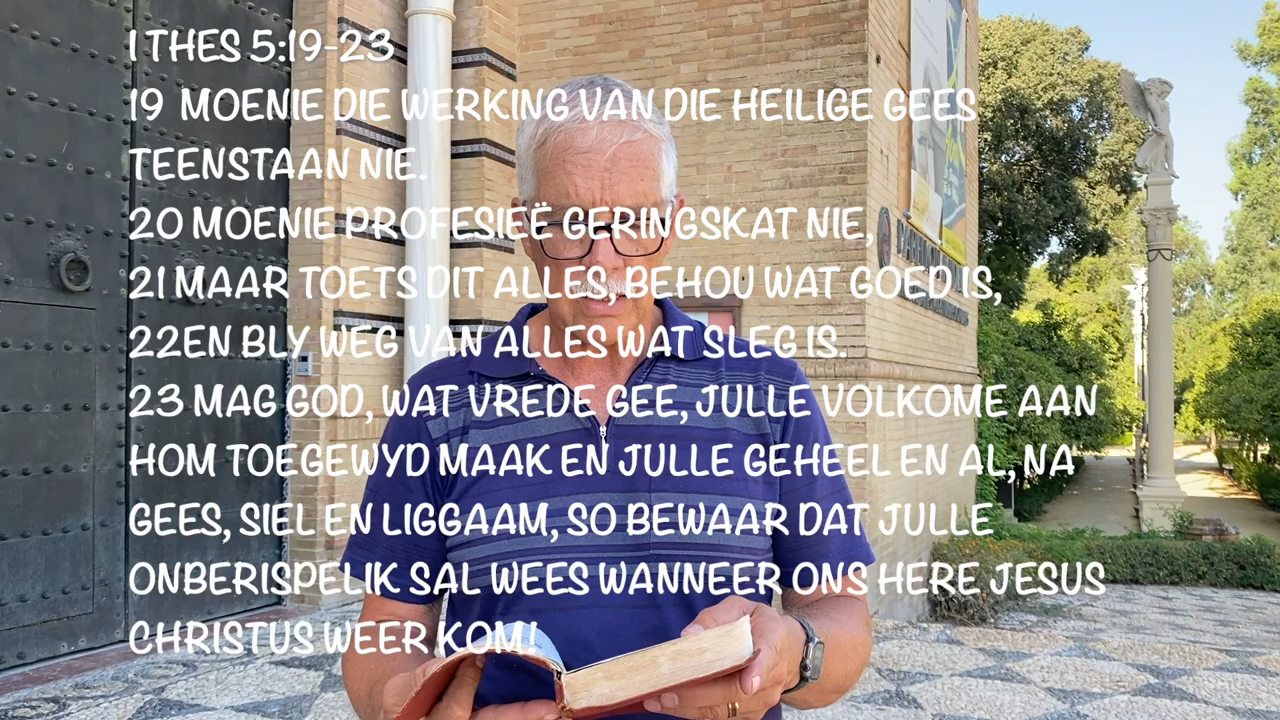 1 THES 5:19-23
19 MOENIE DIE WERKING VAN DIE HEILIGE GEES
TEENSTAAN NIE.
20 MOENIE PROFESIEË GERINGSKAT NIE,
21 MAAR TOETS DIT ALLES, BEHOU WAT GOED IS,
22EN BLY WEG VAN ALLES WAT SLEG IS.
23 MAG GOD, WAT VREDE GEE, JULLE VOLKOME AAN
HOM TOEGEWYD MAAK EN JULLE GEHEEL EN AL, NA
GEES, SIEL EN LIGGAAM, SO BEWAAR DAT JULLE
ONBERISPELIK SAL WEES WANNEER ONS HERE JESUS
CHRISTUS WEER KOM!